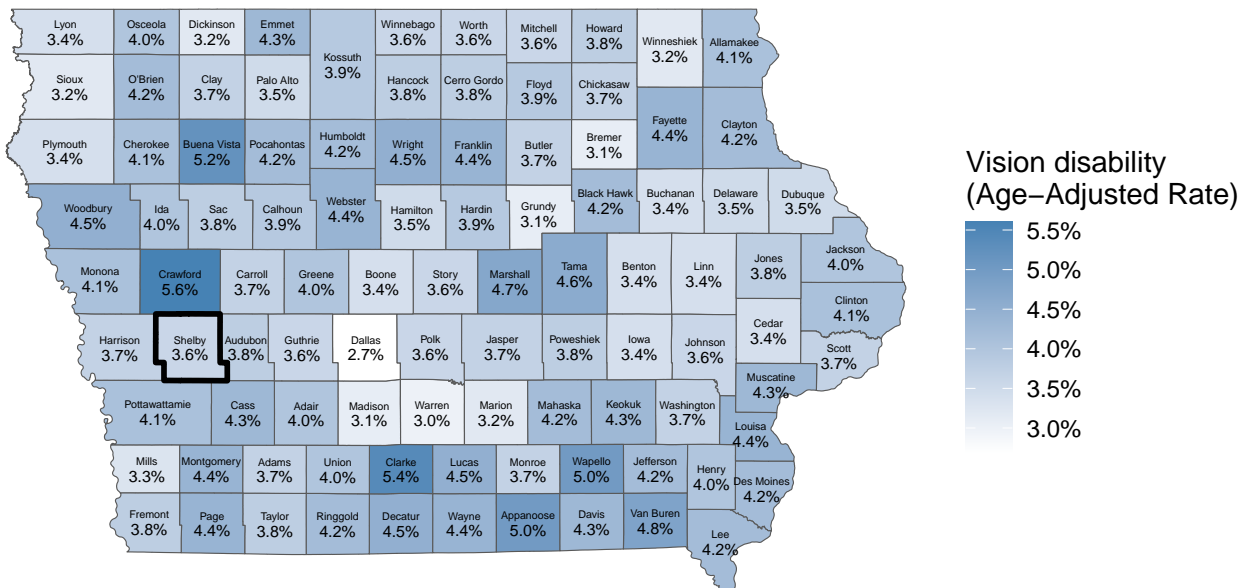 Lyon
3.4%
Osceola
4.0%
Dickinson
3.2%
Emmet
4.3%
Kossuth
3.9%
Winnebago
3.6%
Worth
3.6%
Mitchell
3.6%
Howard
3.8%
Winneshiek
3.2%
Allamakee
4.1%
Sioux
3.2%
O'Brien
4.2%
Clay
3.7%
Palo Alto
3.5%
Hancock
3.8%
Cerro Gordo
3.8%
Floyd
3.9%
Chickasaw
3.7%
Fayette
4.4%
Clayton
4.2%
Plymouth
3.4%
Cherokee
4.1%
Buena Vista
5.2%
Pocahontas
4.2%
Humboldt
4.2%
Wright
4.5%
Franklin
4.4%
Butler
3.7%
Bremer
3.1%
Woodbury
4.5%
Ida
4.0%
Sac
3.8%
Calhoun
3.9%
Webster
4.4%
Hamilton
3.5%
Hardin
3.9%
Grundy
3.1%
Black Hawk
4.2%
Buchanan
3.4%
Delaware
3.5%
Dubuque
3.5%
Monona
4.1%
Crawford
5.6%
Carroll
3.7%
Greene
4.0%
Boone
3.4%
Story
3.6%
Marshall
4.7%
Tama
4.6%
Benton
3.4%
Linn
3.4%
Jones
3.8%
Jackson
4.0%
Clinton
4.1%
Harrison
3.7%
Shelby
3.6%
Audubon
3.8%
Guthrie
3.6%
Dallas
2.7%
Polk
3.6%
Jasper
3.7%
Poweshiek
3.8%
Iowa
3.4%
Johnson
3.6%
Cedar
3.4%
Scott
3.7%
Muscatine
4.3%
Pottawattamie
4.1%
Cass
4.3%
Adair
4.0%
Madison
3.1%
Warren
3.0%
Marion
3.2%
Mahaska
4.2%
Keokuk
4.3%
Washington
3.7%
Louisa
4.4%
Mills
3.3%
Montgomery
4.4%
Adams
3.7%
Union
4.0%
Clarke
5.4%
Lucas
4.5%
Monroe
3.7%
Wapello
5.0%
Jefferson
4.2%
Henry
4.0%
Des Moines
4.2%
Fremont
3.8%
Page
4.4%
Taylor
3.8%
Ringgold
4.2%
Decatur
4.5%
Wayne
4.4%
Appanoose
5.0%
Davis
4.3%
Van Buren
4.8%
Lee
4.2%
Vision disability
(Age−Adjusted Rate)
5.5%
5.0%
4.5%
4.0%
3.5%
3.0%